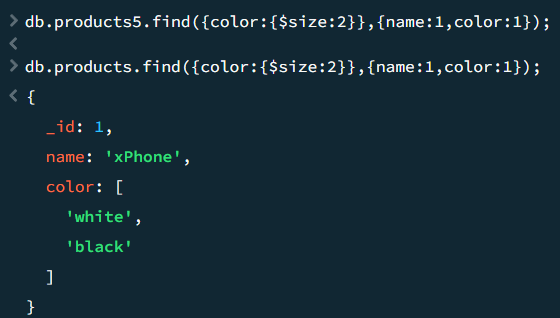 > db.products5.find({color:{$size:2}},{name:1,color:1});
<
> db.products.find({color:{$size:2}},{name:1,color:1});
< {
_id: 1,
name: 'xPhone',
color: [
'white',
'black'
]
}